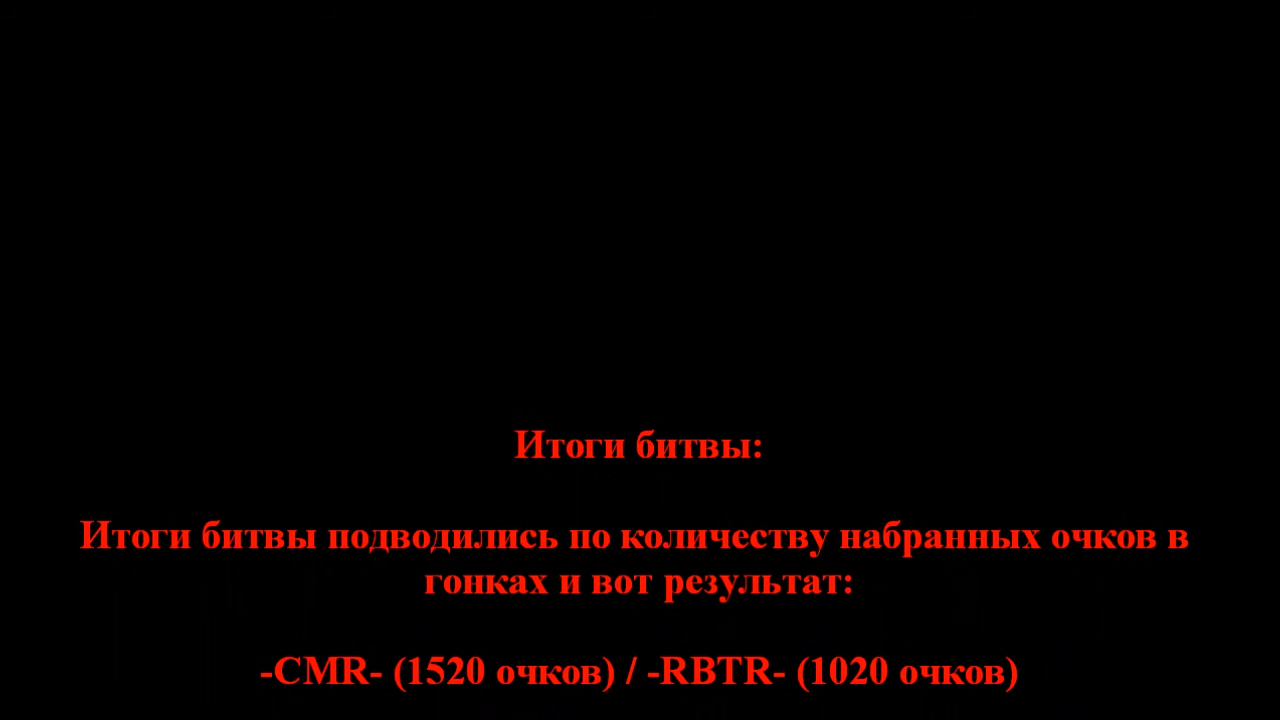 Итоги битвы:
Итоги битвы подводились по количеству набранных очков в
гонках и вот результат:
-CMR- (1520 очков) / -RBTR- (1020 очков)